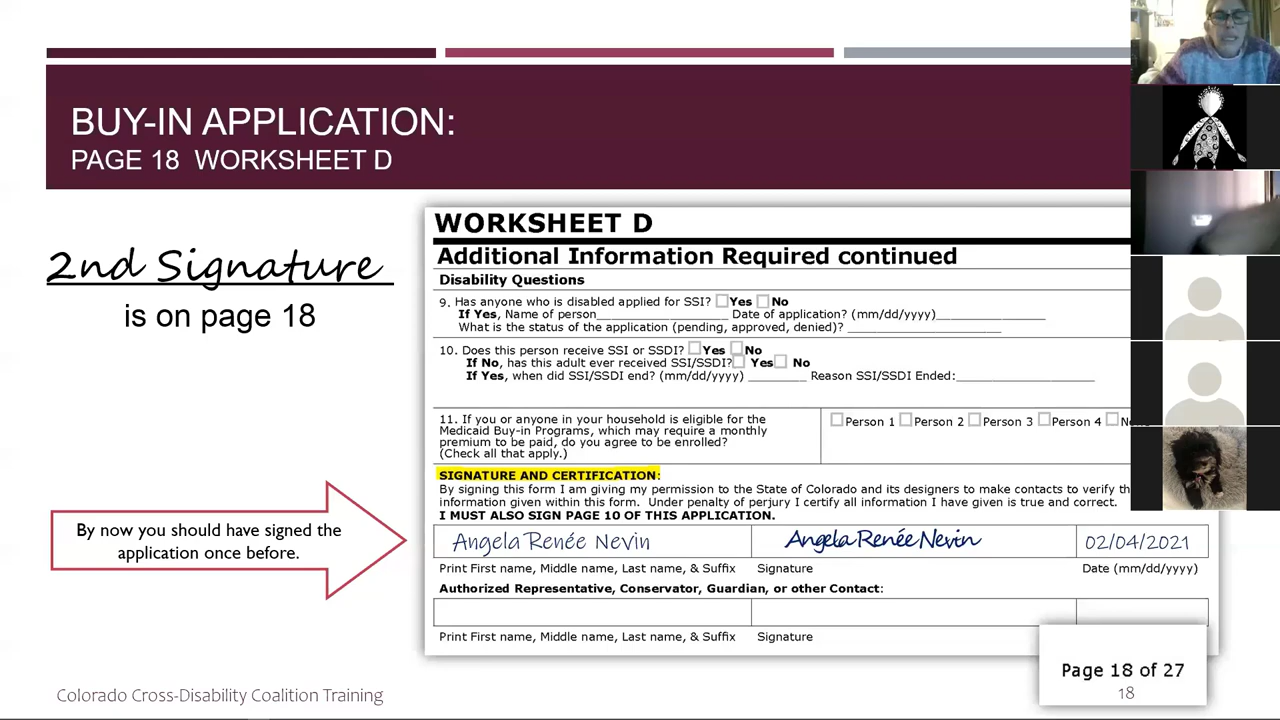 BUY-IN APPLICATION:
PAGE 18 WORKSHEET D
2nd Signature
is on page 18
By now you should have signed the
application once before.
WORKSHEET D
Additional Information Required continued
Disability Questions
9. Has anyone who is disabled applied for SSI? Yes No
If Yes, Name of person____________________ Date of application? (mm/dd/yyyy)________________
What is the status of the application (pending, approved, denied)? ______________________
10. Does this person receive SSI or SSDI? Yes No
If No, has this adult ever received SSI/SSDI? Yes No
If Yes, when did SSI/SSDI end? (mm/dd/yyyy) ________ Reason SSI/SSDI Ended:____________________
11. If you or anyone in your household is eligible for the
Medicaid Buy-in Programs, which may require a monthly
premium to be paid, do you agree to be enrolled?
(Check all that apply.)
Person 1 Person 2 Person 3 Person 4
SIGNATURE AND CERTIFICATION:
By signing this form I am giving my permission to the State of Colorado and its designers to make contacts to verify th
information given within this form. Under penalty of perjury I certify all information I have given is true and correct.
I MUST ALSO SIGN PAGE 10 OF THIS APPLICATION.
Angela Renée Nevin Angela Renée Nevin 02/04/2021
Print First name, Middle name, Last name, & Suffix Signature Date (mm/dd/yyyy)
Authorized Representative, Conservator, Guardian, or other Contact:
Print First name, Middle name, Last name, & Suffix Signature
Page 18 of 27
18
Colorado Cross-Disability Coalition Training